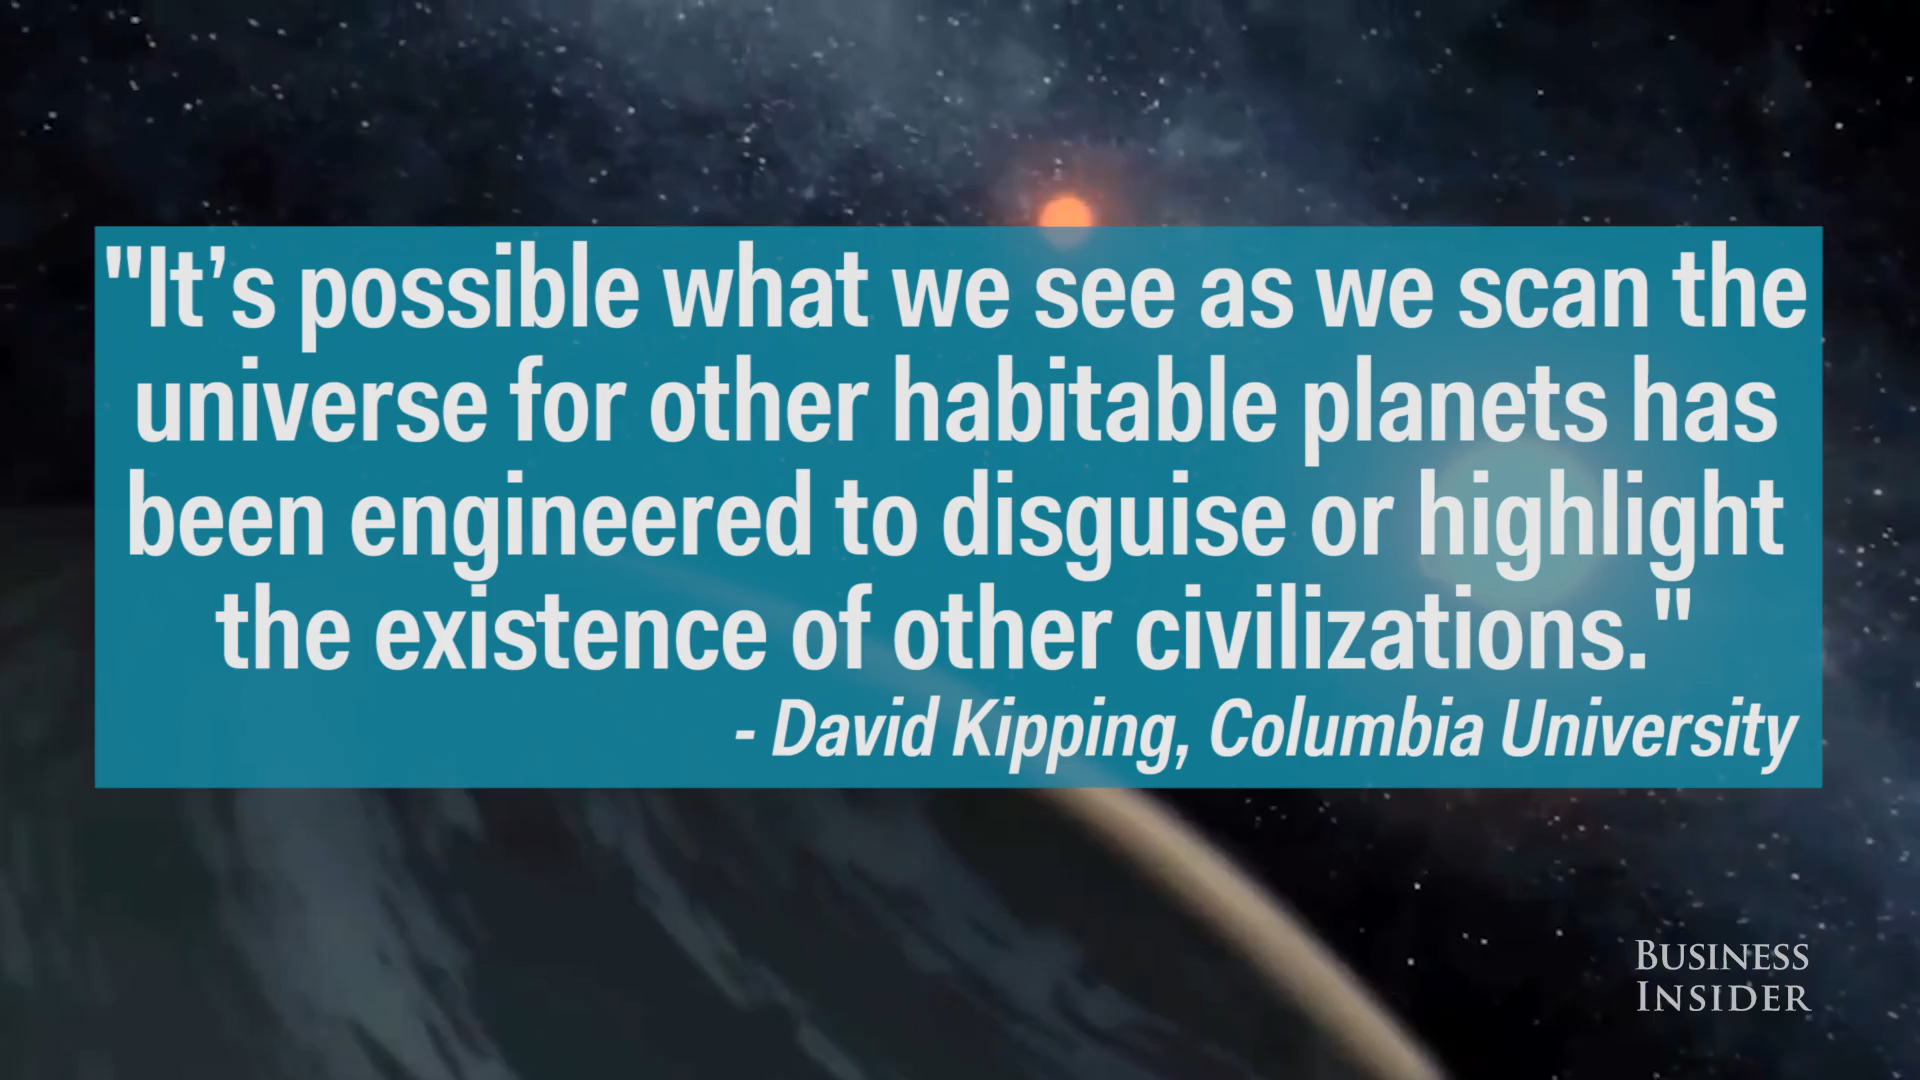 "It’s possible what we see as we scan the
universe for other habitable planets has
been engineered to disguise or highlight
the existence of other civilizations."
- David Kipping, Columbia University
BUSINESS
INSIDER